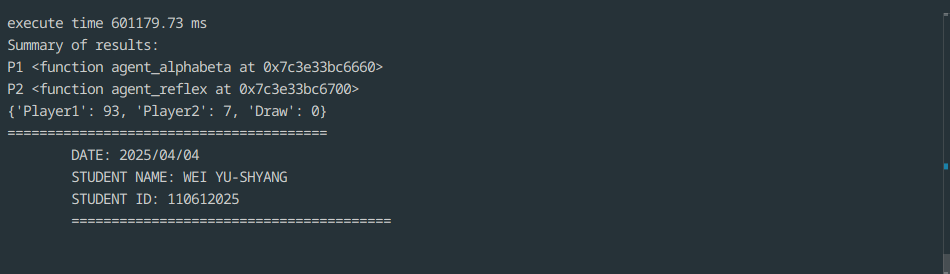 execute time 601179.73 ms
Summary of results:
P1 <function agent_alphabeta at 0x7c3e33bc6660>
P2 <function agent_reflex at 0x7c3e33bc6700>
{'Player1': 93, 'Player2': 7, 'Draw': 0}
========================================
DATE: 2025/04/04
STUDENT NAME: WEI YU-SHYANG
STUDENT ID: 110612025
========================================